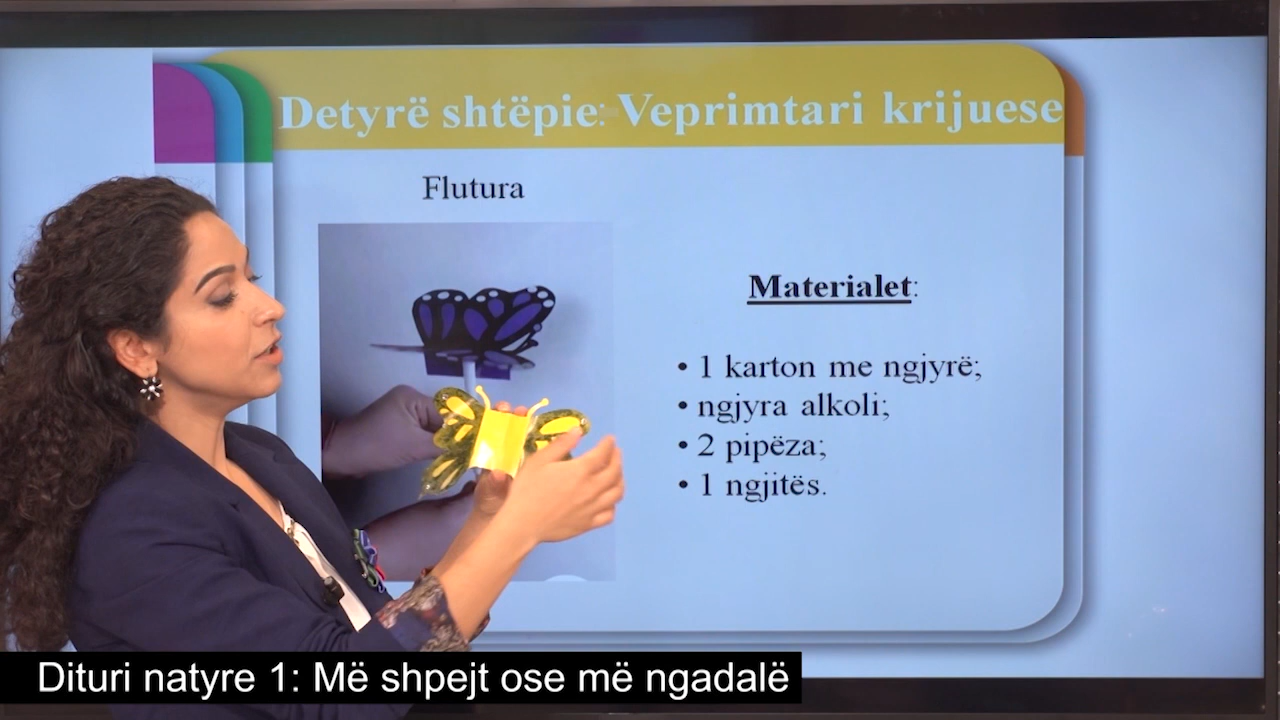 Detyrë shtëpie: Veprimtari krijuese
Flutura
Materialet:
• 1 karton me ngjyrë;
• ngjyra alkoli;
• 2 pipëza;
• 1 ngjitës.
Dituri natyre 1: Më shpejt ose më ngadalë